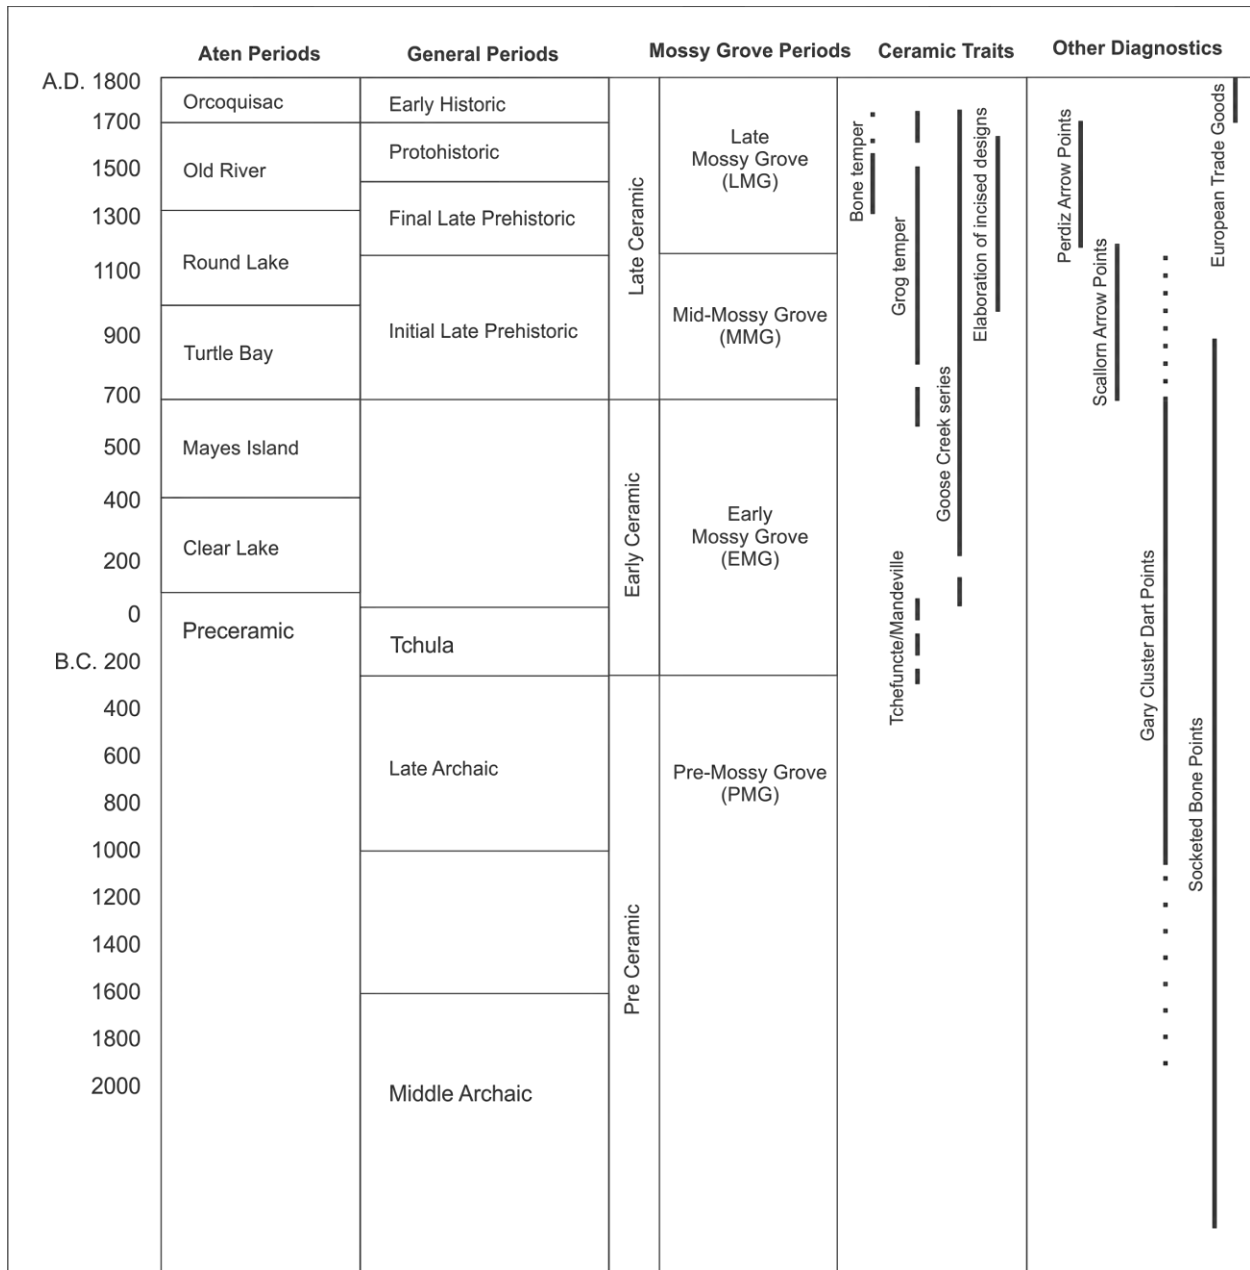 Aten Periods
General Periods
Mossy Grove Periods
Ceramic Traits
Other Diagnostics
A.D. 1800
1700
1500
1300
1100
900
700
500
400
200
0
B.C. 200
400
600
800
1000
1200
1400
1600
1800
2000
Orcoquisac
Old River
Round Lake
Turtle Bay
Mayes Island
Clear Lake
Preceramic
Early Historic
Protohistoric
Final Late Prehistoric
Initial Late Prehistoric
Tchula
Late Archaic
Middle Archaic
Late Ceramic
Early Ceramic
Pre Ceramic
Late
Mossy Grove
(LMG)
Mid-Mossy Grove
(MMG)
Early
Mossy Grove
(EMG)
Pre-Mossy Grove
(PMG)
Bone temper
Grog temper
Tchefuncte/Mandeville
Goose Creek series
Elaboration of incised designs
Perdiz Arrow Points
Scallorn Arrow Points
Gary Cluster Dart Points
Socketed Bone Points
European Trade Goods